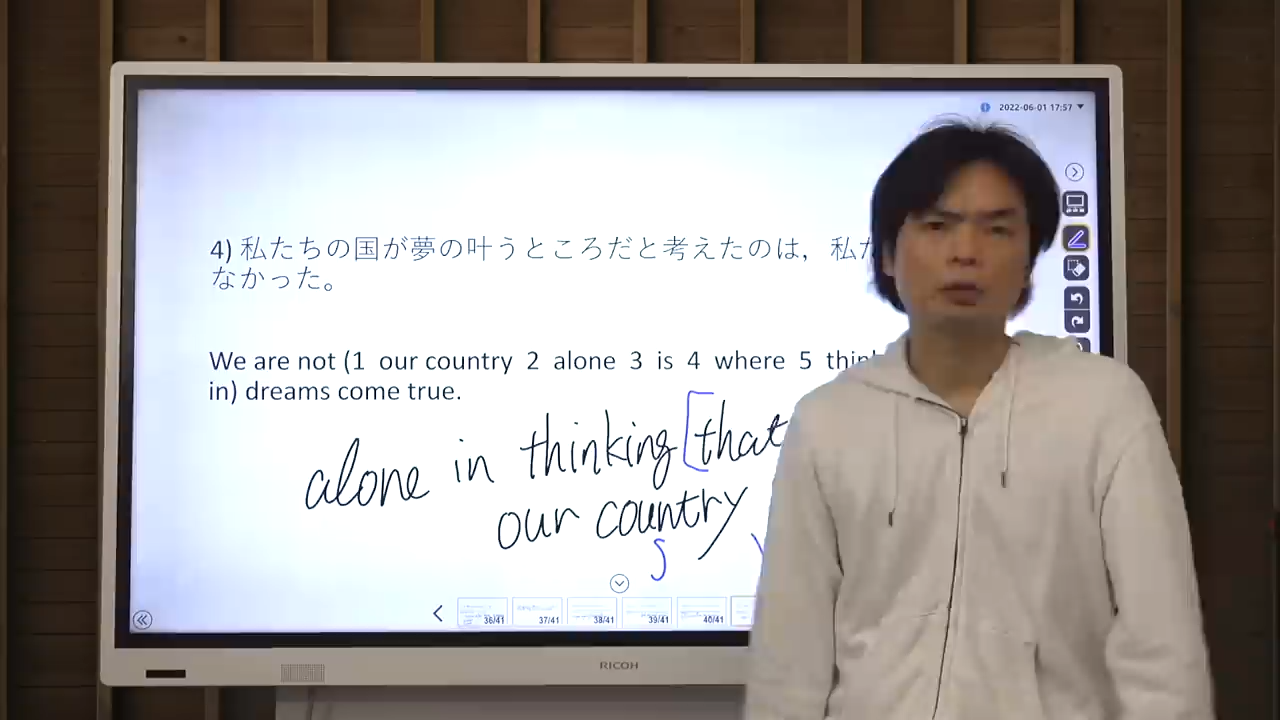 2022-06-01 17:57
4) 私たちの国が夢の叶うところだと考えたのは，私た
なかった。
We are not (1 our country 2 alone 3 is 4 where 5
in) dreams come true.
alone in thinking [that
our country
S
36/41 37/41 38/41 39/41 40/41
RICOH